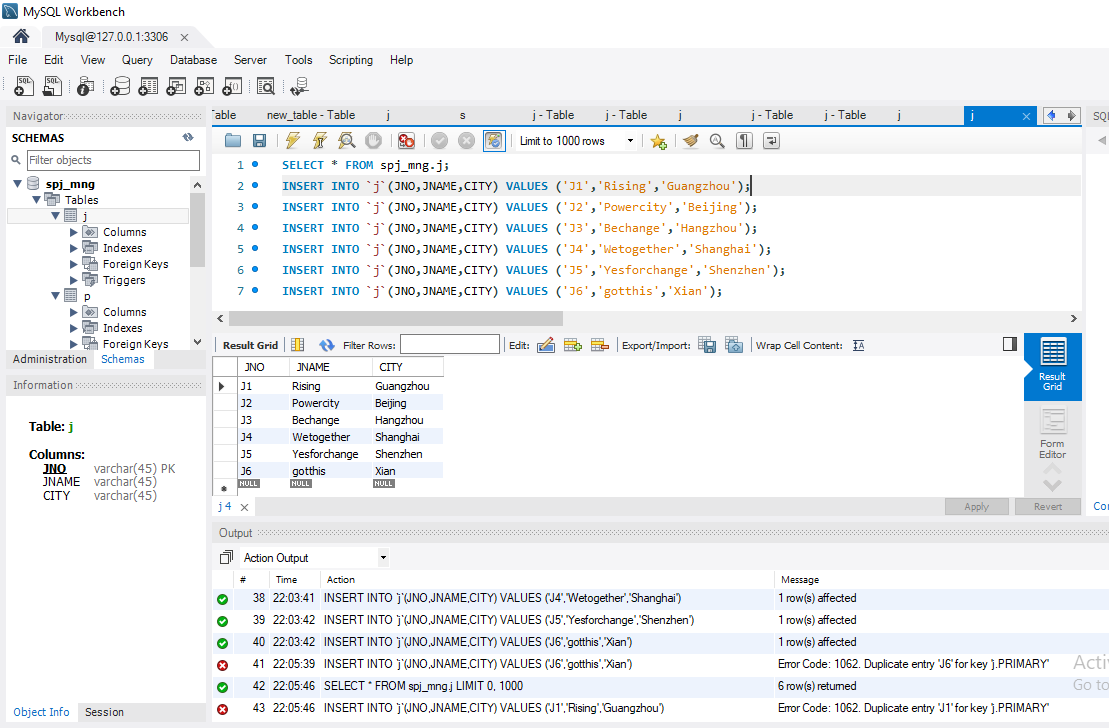 MySQL Workbench
Mysql@127.0.0.1:3306
File Edit View Query Database Server Tools Scripting Help
Navigator
SCHEMAS
Filter objects
spj_mng
Tables
j
Columns
Indexes
Foreign Keys
Triggers
p
Columns
Indexes
Foreign Keys
Administration Schemas
Information
Table: j
Columns:
JNO varchar(45) PK
JNAME varchar(45)
CITY varchar(45)
Object Info Session
Table new_table - Table j s j - Table j - Table j j - Table j - Table j j SQL
Limit to 1000 rows
1 SELECT * FROM spj_mng.j;
2 INSERT INTO `j`(JNO,JNAME,CITY) VALUES ('J1','Rising','Guangzhou');
3 INSERT INTO `j`(JNO,JNAME,CITY) VALUES ('J2','Powercity','Beijing');
4 INSERT INTO `j`(JNO,JNAME,CITY) VALUES ('J3','Bechange','Hangzhou');
5 INSERT INTO `j`(JNO,JNAME,CITY) VALUES ('J4','Wetogether','Shanghai');
6 INSERT INTO `j`(JNO,JNAME,CITY) VALUES ('J5','Yesforchange','Shenzhen');
7 INSERT INTO `j`(JNO,JNAME,CITY) VALUES ('J6','gotthis','Xian');
Result Grid Filter Rows: Edit: Export/Import: Wrap Cell Content:
JNO JNAME CITY
J1 Rising Guangzhou
J2 Powercity Beijing
J3 Bechange Hangzhou
J4 Wetogether Shanghai
J5 Yesforchange Shenzhen
J6 gotthis Xian
NULL NULL NULL
Result Grid
Form Editor
j 4 Apply Revert
Output
Action Output
# Time Action Message
38 22:03:41 INSERT INTO `j`(JNO,JNAME,CITY) VALUES ('J4','Wetogether','Shanghai') 1 row(s) affected
39 22:03:42 INSERT INTO `j`(JNO,JNAME,CITY) VALUES ('J5','Yesforchange','Shenzhen') 1 row(s) affected
40 22:03:42 INSERT INTO `j`(JNO,JNAME,CITY) VALUES ('J6','gotthis','Xian') 1 row(s) affected
41 22:05:39 INSERT INTO `j`(JNO,JNAME,CITY) VALUES ('J6','gotthis','Xian') Error Code: 1062. Duplicate entry 'J6' for key 'j.PRIMARY'
42 22:05:46 SELECT * FROM spj_mng.j LIMIT 0, 1000 6 row(s) returned
43 22:05:46 INSERT INTO `j`(JNO,JNAME,CITY) VALUES ('J1','Rising','Guangzhou') Error Code: 1062. Duplicate entry 'J1' for key 'j.PRIMARY'
Go to